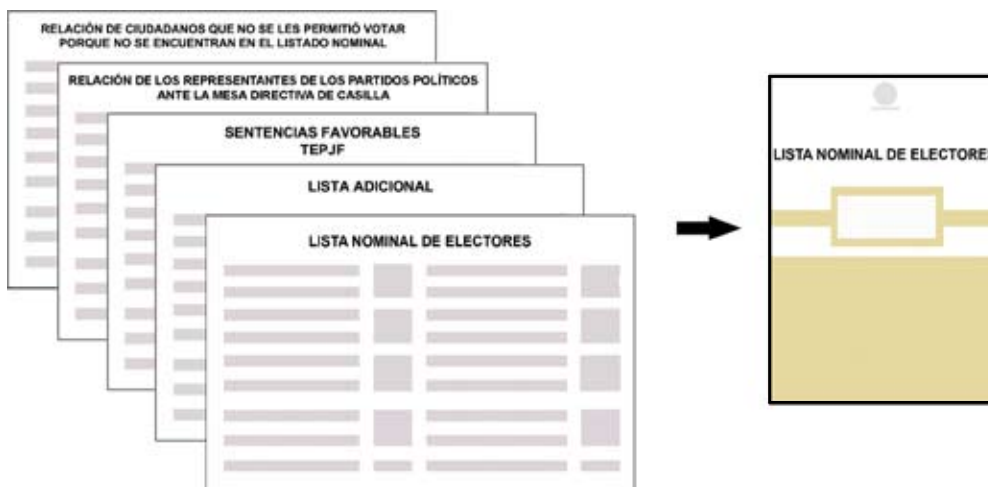 RELACIÓN DE CIUDADANOS QUE NO SE LES PERMITIÓ VOTAR
PORQUE NO SE ENCUENTRAN EN EL LISTADO NOMINAL
RELACIÓN DE LOS REPRESENTANTES DE LOS PARTIDOS POLÍTICOS
ANTE LA MESA DIRECTIVA DE CASILLA
SENTENCIAS FAVORABLES
TEPJF
LISTA ADICIONAL
LISTA NOMINAL DE ELECTORES
LISTA NOMINAL DE ELECTORE